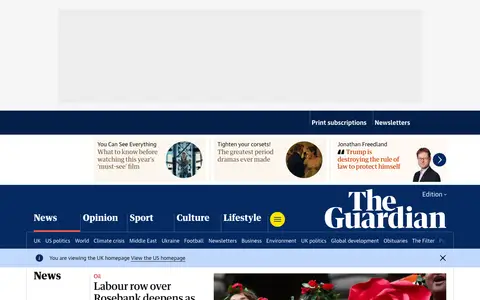 Print subscriptions
Newsletters
You Can See Everything
What to know before
watching this year's
'must-see' film
Tighten your corsets!
The greatest period
dramas ever made
Jonathan Freedland
Trump is
destroying the rule of
law to protect himself
The
Guardian
Edition
News
Opinion
Sport
Culture
Lifestyle
UK
US politics
World
Climate crisis
Middle East
Ukraine
Football
Newsletters
Business
Environment
UK politics
Global development
Obituaries
The Filter
You are viewing the UK homepage View the US homepage
News
Oil
Labour row over
Rosebank deepens as